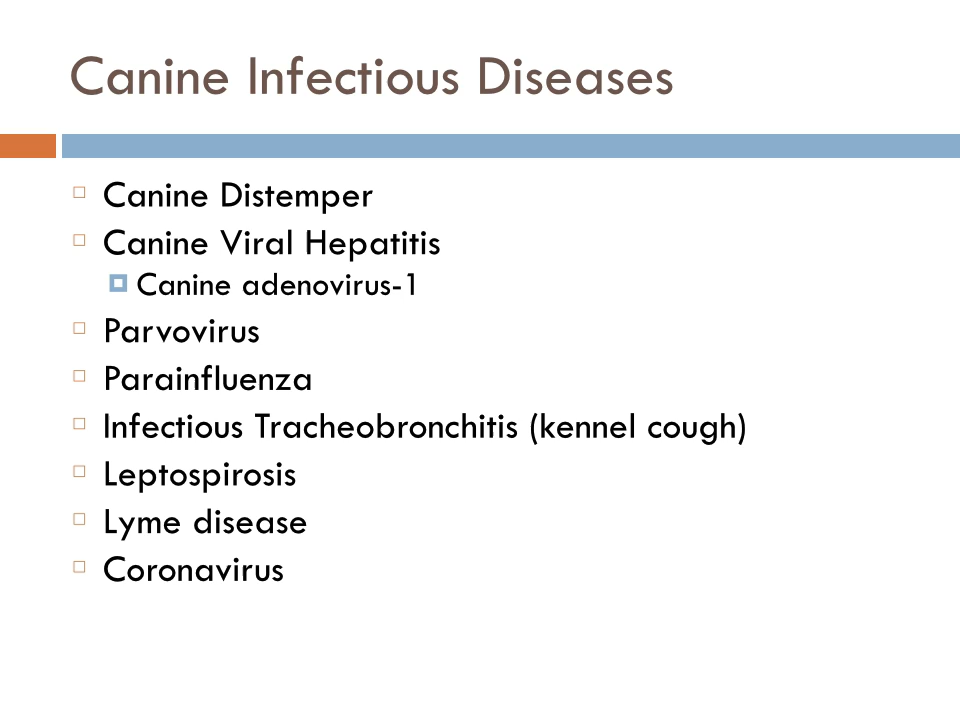 Canine Infectious Diseases
Canine Distemper
Canine Viral Hepatitis
Canine adenovirus-1
Parvovirus
Parainfluenza
Infectious Tracheobronchitis (kennel cough)
Leptospirosis
Lyme disease
Coronavirus